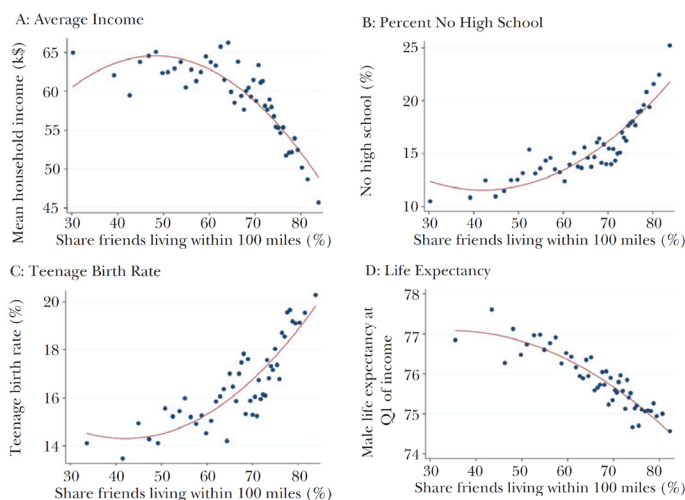 A: Average Income
Mean household income (k$)
65
60
55
50
45
30 40 50 60 70 80
Share friends living within 100 miles (%)
B: Percent No High School
No high school (%)
25
20
15
10
30 40 50 60 70 80
Share friends living within 100 miles (%)
C: Teenage Birth Rate
Teenage birth rate (%)
20
18
16
14
30 40 50 60 70 80
Share friends living within 100 miles (%)
D: Life Expectancy
Male life expectancy at
Q1 of income
78
77
76
75
74
30 40 50 60 70 80
Share friends living within 100 miles (%)